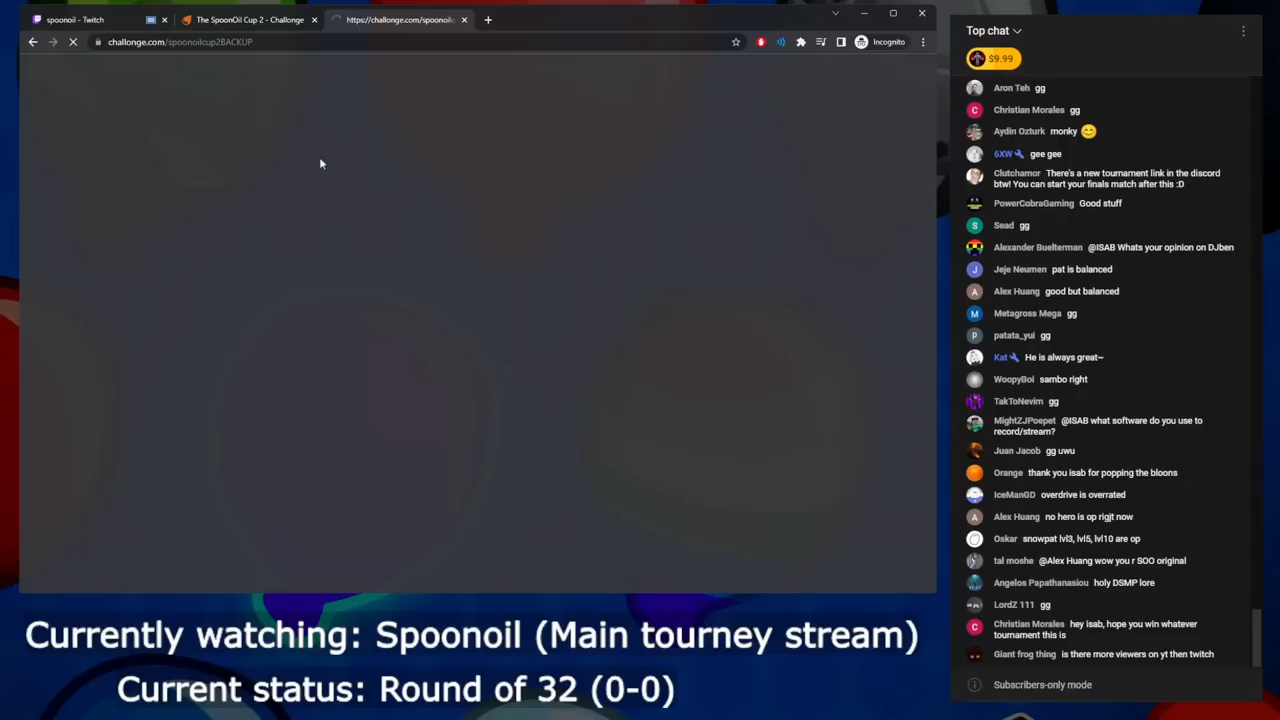 spoonoil - Twitch
The SpoonOil Cup 2 - Challonge
https://challonge.com/spoonoil
challonge.com/spoonoilcup2BACKUP
Incognito
Top chat
$9.99
Aron Teh gg
Christian Morales gg
Aydin Ozturk monky 😊
6XW gee gee
Clutchamor There's a new tournament link in the discord
btw! You can start your finals match after this :D
PowerCobraGaming Good stuff
Sead gg
Alexander Buelterman @ISAB Whats your opinion on DJben
Jeje Neumen pat is balanced
Alex Huang good but balanced
Metagross Mega gg
patata_yui gg
Kat He is always great~
WoopyBoi sambo right
TakToNevim gg
MightZJPoepet @ISAB what software do you use to
record/stream?
Juan Jacob gg uwu
Orange thank you isab for popping the bloons
IceManGD overdrive is overrated
Alex Huang no hero is op rigjt now
Oskar snowpat lvl3, lvl5, lvl10 are op
tal moshe @Alex Huang wow you r SOO original
Angelos Papathanasiou holy DSMP lore
LordZ 111 gg
Christian Morales hey isab, hope you win whatever
tournament this is
Giant frog thing is there more viewers on yt then twitch
Subscribers-only mode
Currently watching: Spoonoil (Main tourney stream)
Current status: Round of 32 (0-0)